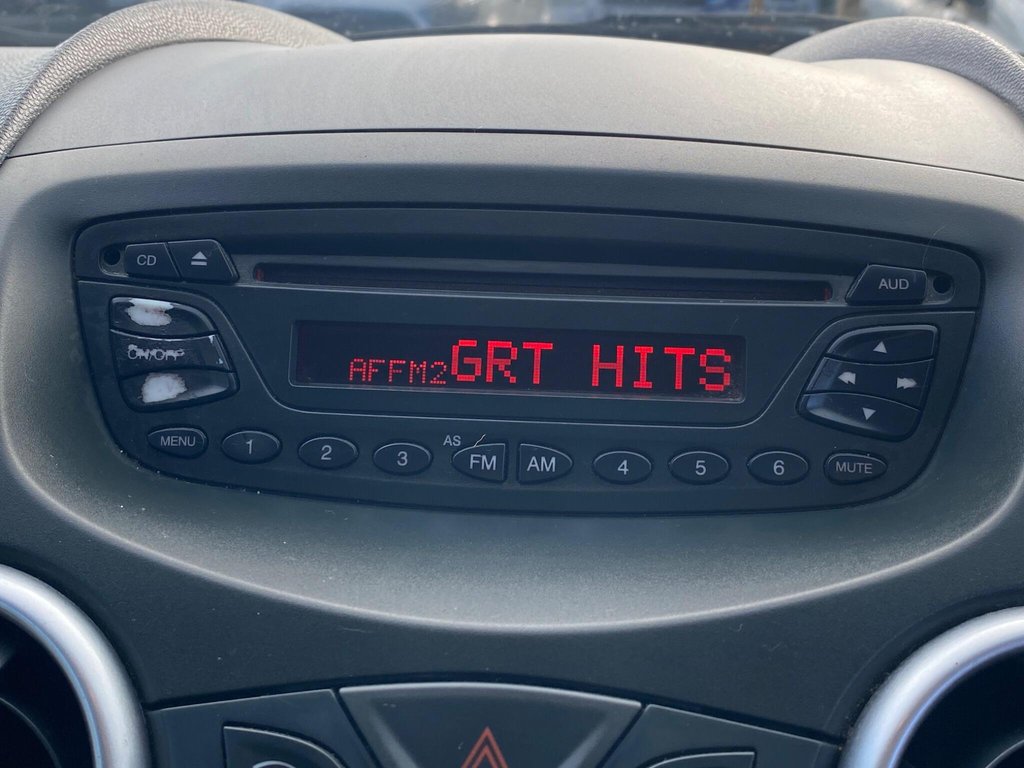 CD AUD
ON/OFF
AFFM2 GRT HITS
MENU 1 2 3 AS FM AM 4 5 6 MUTE